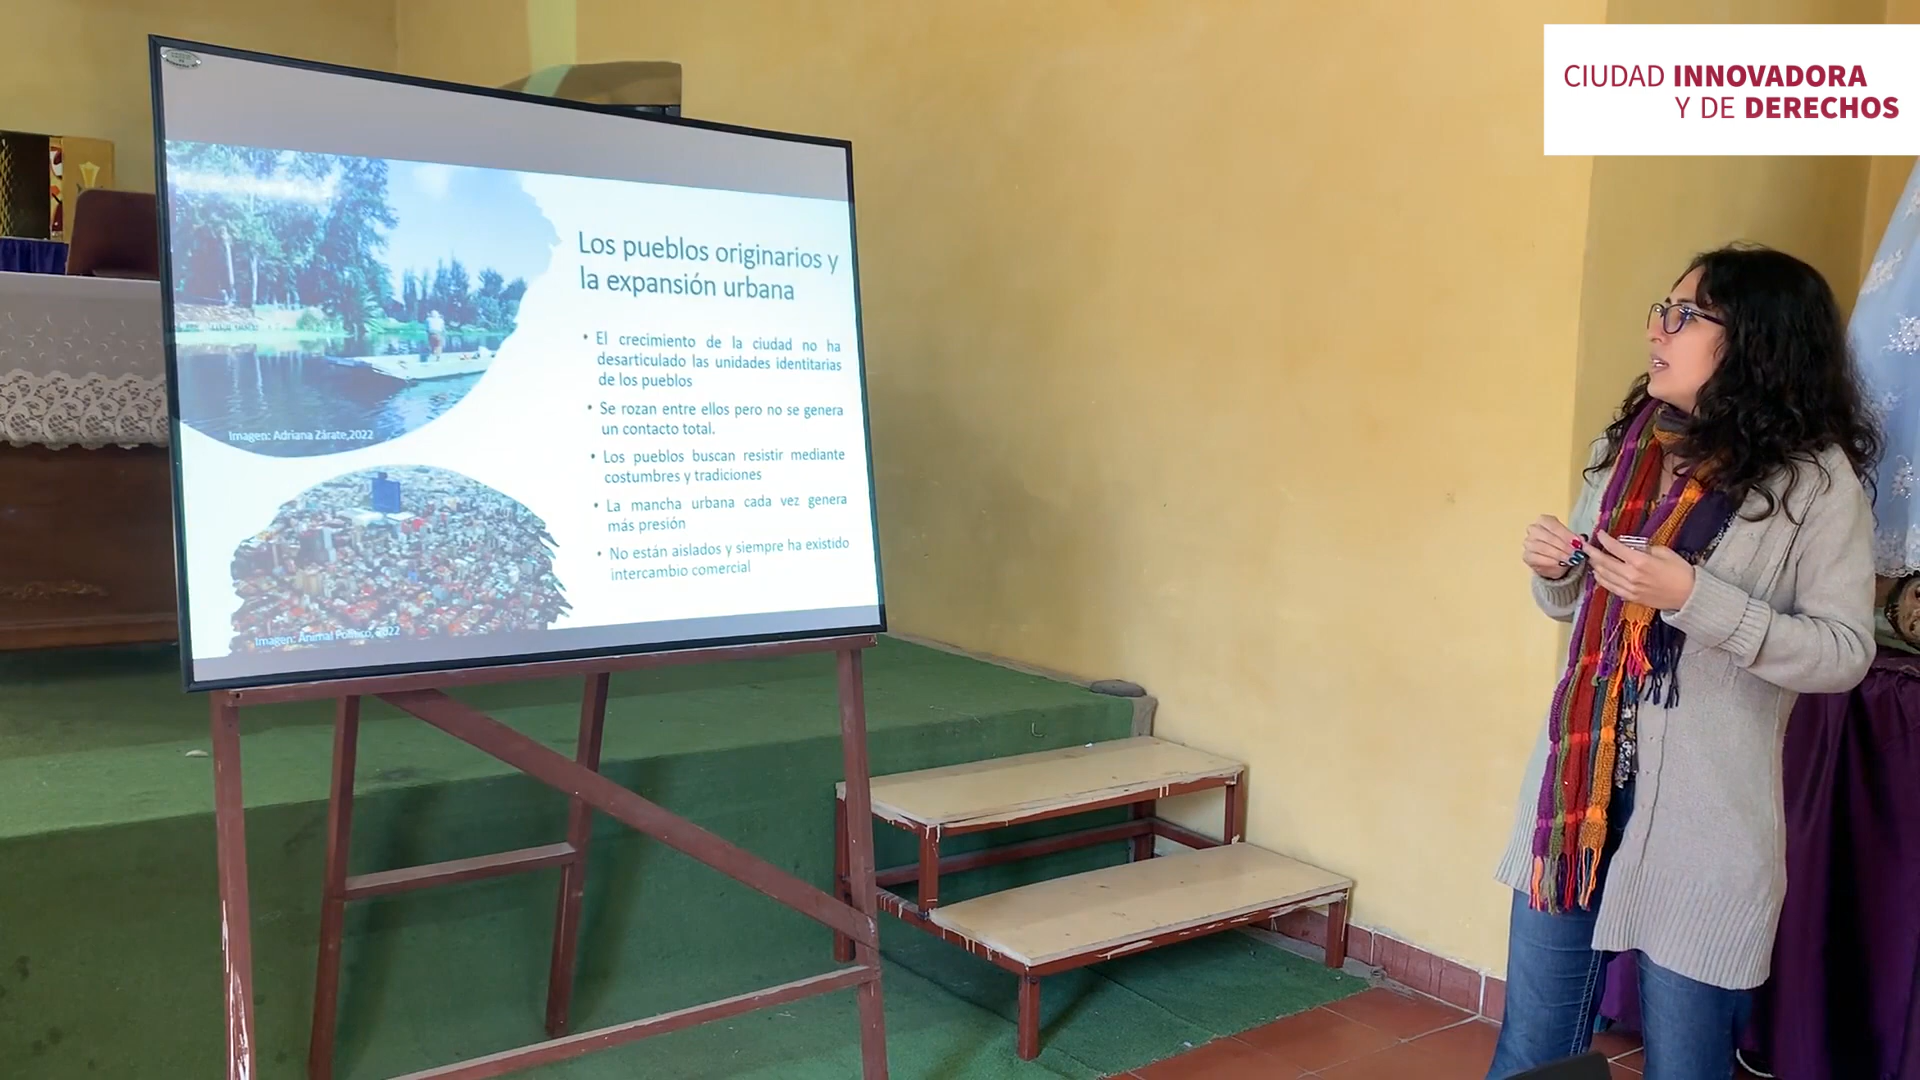 CIUDAD INNOVADORA
Y DE DERECHOS
Los pueblos originarios y
la expansión urbana
• El crecimiento de la ciudad no ha
desarticulado las unidades identitarias
de los pueblos
• Se rozan entre ellos pero no se genera
un contacto total.
• Los pueblos buscan resistir mediante
costumbres y tradiciones
• La mancha urbana cada vez genera
más presión
• No están aislados y siempre ha existido
intercambio comercial
Imagen: Adriana Zárate,2022
Imagen: Animal Político, 2022